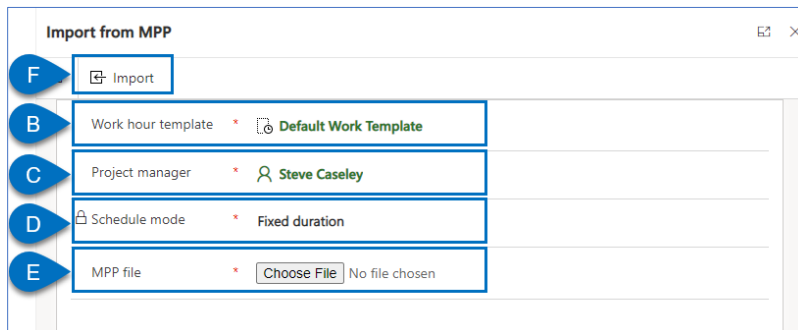 Import from MPP
F Import
B Work hour template * Default Work Template
C Project manager * Steve Caseley
D Schedule mode * Fixed duration
E MPP file * Choose File No file chosen